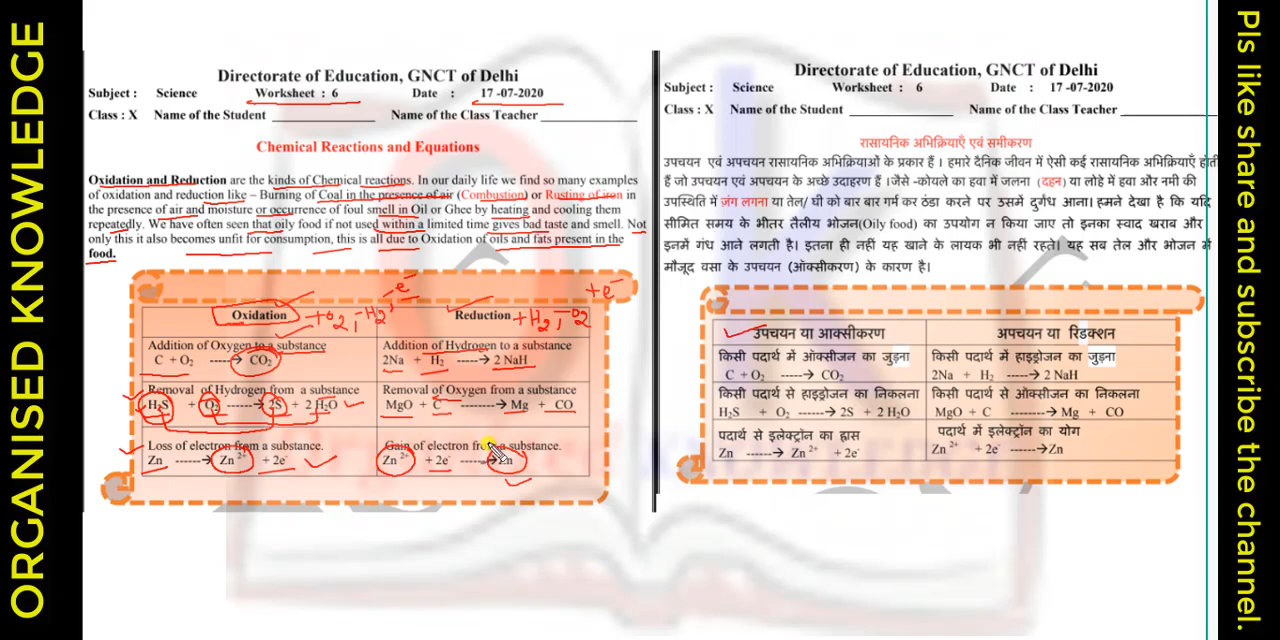 ORGANISED KNOWLEDGE
Directorate of Education, GNCT of Delhi
Subject : Science Worksheet : 6 Date : 17 -07-2020
Class : X Name of the Student ______________ Name of the Class Teacher ______________
Chemical Reactions and Equations
Oxidation and Reduction are the kinds of Chemical reactions. In our daily life we find so many examples
of oxidation and reduction like – Burning of Coal in the presence of air (Combustion) or Rusting of iron in
the presence of air and moisture or occurrence of foul smell in Oil or Ghee by heating and cooling them
repeatedly. We have often seen that oily food if not used within a limited time gives bad taste and smell. Not
only this it also becomes unfit for consumption, this is all due to Oxidation of oils and fats present in the
food.
-e⁻ +e⁻
Oxidation +O₂, -H₂, Reduction +H₂, -O₂
Addition of Oxygen to a substance Addition of Hydrogen to a substance
C + O₂ -----→ CO₂ 2Na + H₂ -----→ 2 NaH
Removal of Hydrogen from a substance Removal of Oxygen from a substance
H₂S + O₂ ------→ 2S + 2 H₂O MgO + C --------→ Mg + CO
Loss of electron from a substance. Gain of electron from a substance.
Zn ------→ Zn ²⁺ + 2e⁻ Zn ²⁺ + 2e⁻ ------→Zn
Directorate of Education, GNCT of Delhi
Subject : Science Worksheet : 6 Date : 17 -07-2020
Class : X Name of the Student ______________ Name of the Class Teacher ______________
रासायनिक अभिक्रियाएँ एवं समीकरण
उपचयन एवं अपचयन रासायनिक अभिक्रियाओं के प्रकार हैं । हमारे दैनिक जीवन में ऐसी कई रासायनिक अभिक्रियाएँ होती
हैं जो उपचयन एवं अपचयन के अच्छे उदाहरण हैं ।जैसे -कोयले का हवा में जलना (दहन) या लोहे में हवा और नमी की
उपस्थिति में ज़ंग लगना या तेल/ घी को बार बार गर्म कर ठंडा करने पर उसमें दुर्गंध आना। हमने देखा है कि यदि
सीमित समय के भीतर तैलीय भोजन(Oily food) का उपयोग न किया जाए तो इनका स्वाद खराब और
इनमें गंध आने लगती है। इतना ही नहीं यह खाने के लायक भी नहीं रहते। यह सब तेल और भोजन में
मौजूद वसा के उपचयन (ऑक्सीकरण) के कारण है।
उपचयन या आक्सीकरण अपचयन या रिडक्शन
किसी पदार्थ में ऑक्सीजन का जुड़ना किसी पदार्थ में हाइड्रोजन का जुड़ना
C + O₂ ------→ CO₂ 2Na + H₂ -----→ 2 NaH
किसी पदार्थ से हाइड्रोजन का निकलना किसी पदार्थ से ऑक्सीजन का निकलना
H₂S + O₂ ------→ 2S + 2 H₂O MgO + C --------→ Mg + CO
पदार्थ से इलेक्ट्रॉन का ह्रास पदार्थ में इलेक्ट्रॉन का योग
Zn ------→ Zn ²⁺ + 2e⁻ Zn ²⁺ + 2e⁻ ------→Zn
Pls like share and subscribe the channel.